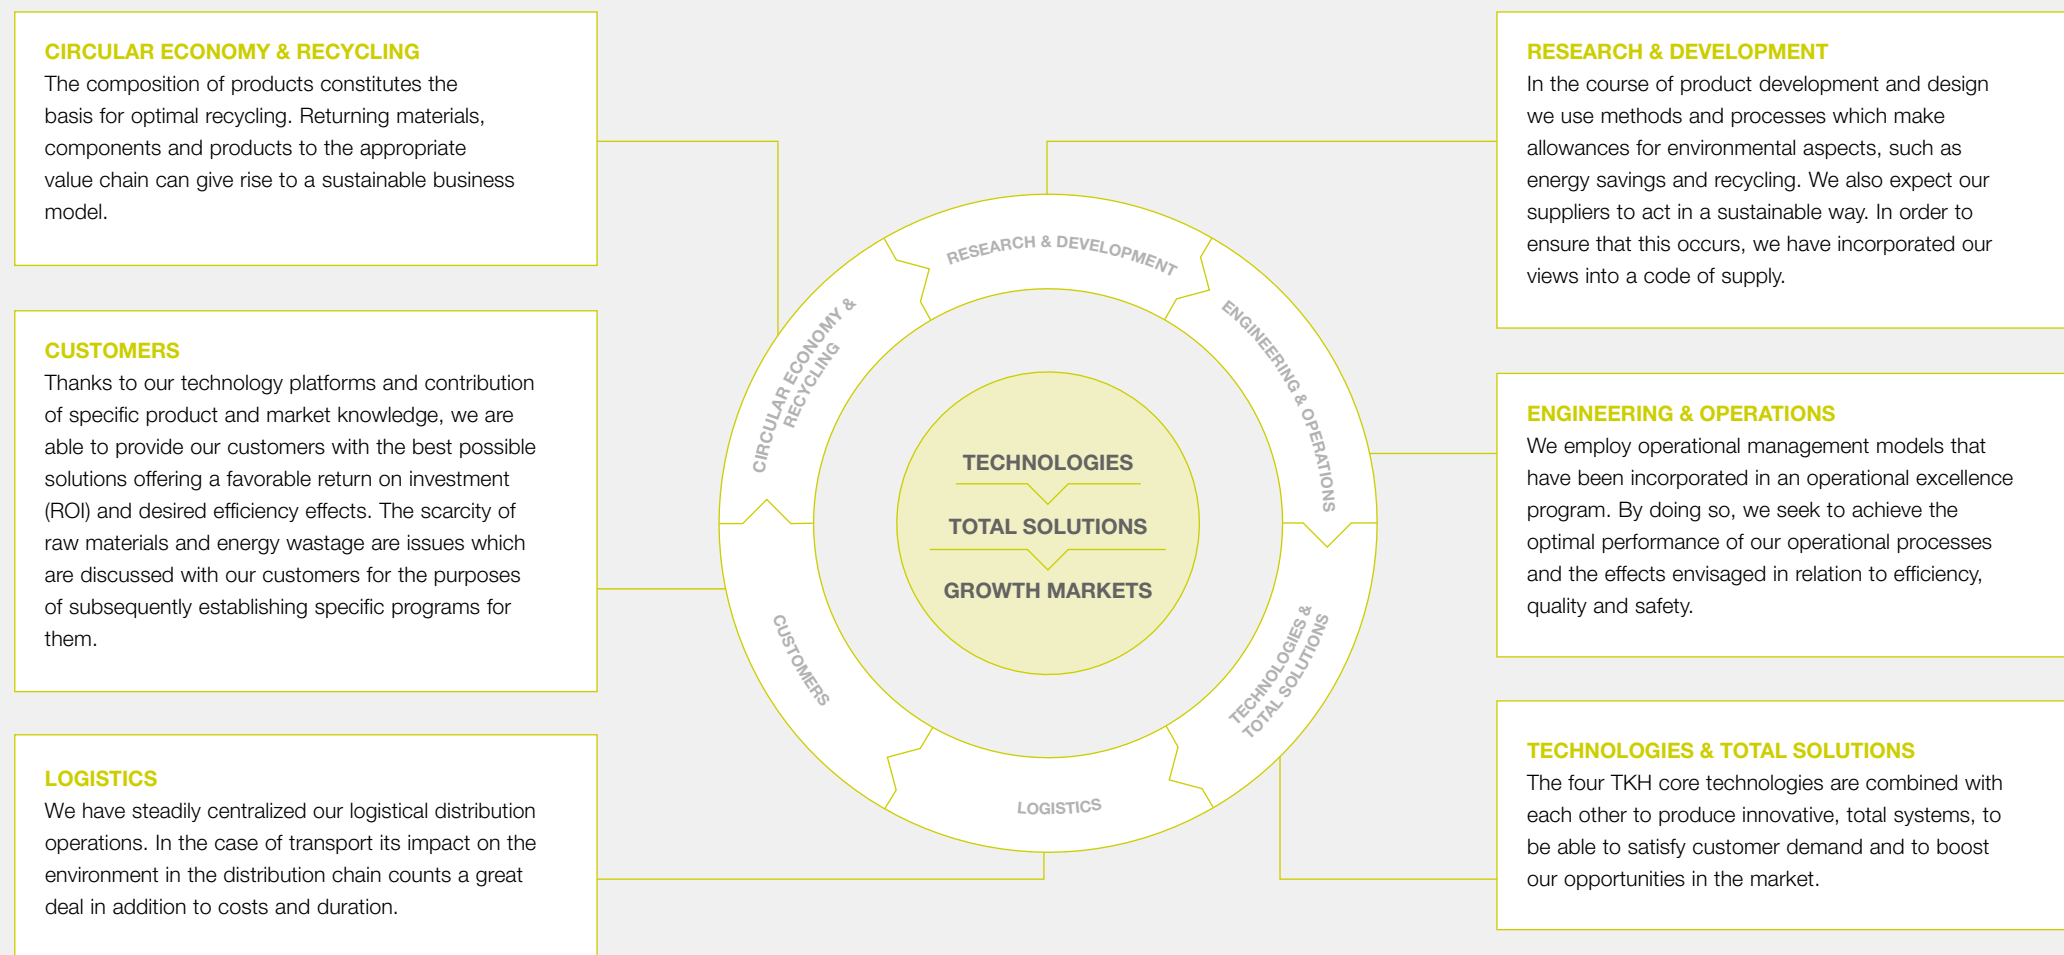 CIRCULAR ECONOMY & RECYCLING
The composition of products constitutes the
basis for optimal recycling. Returning materials,
components and products to the appropriate
value chain can give rise to a sustainable business
model.
CUSTOMERS
Thanks to our technology platforms and contribution
of specific product and market knowledge, we are
able to provide our customers with the best possible
solutions offering a favorable return on investment
(ROI) and desired efficiency effects. The scarcity of
raw materials and energy wastage are issues which
are discussed with our customers for the purposes
of subsequently establishing specific programs for
them.
LOGISTICS
We have steadily centralized our logistical distribution
operations. In the case of transport its impact on the
environment in the distribution chain counts a great
deal in addition to costs and duration.
RESEARCH & DEVELOPMENT
ENGINEERING & OPERATIONS
TECHNOLOGIES &
TOTAL SOLUTIONS
LOGISTICS
CUSTOMERS
CIRCULAR ECONOMY &
RECYCLING
TECHNOLOGIES
TOTAL SOLUTIONS
GROWTH MARKETS
RESEARCH & DEVELOPMENT
In the course of product development and design
we use methods and processes which make
allowances for environmental aspects, such as
energy savings and recycling. We also expect our
suppliers to act in a sustainable way. In order to
ensure that this occurs, we have incorporated our
views into a code of supply.
ENGINEERING & OPERATIONS
We employ operational management models that
have been incorporated in an operational excellence
program. By doing so, we seek to achieve the
optimal performance of our operational processes
and the effects envisaged in relation to efficiency,
quality and safety.
TECHNOLOGIES & TOTAL SOLUTIONS
The four TKH core technologies are combined with
each other to produce innovative, total systems, to
be able to satisfy customer demand and to boost
our opportunities in the market.